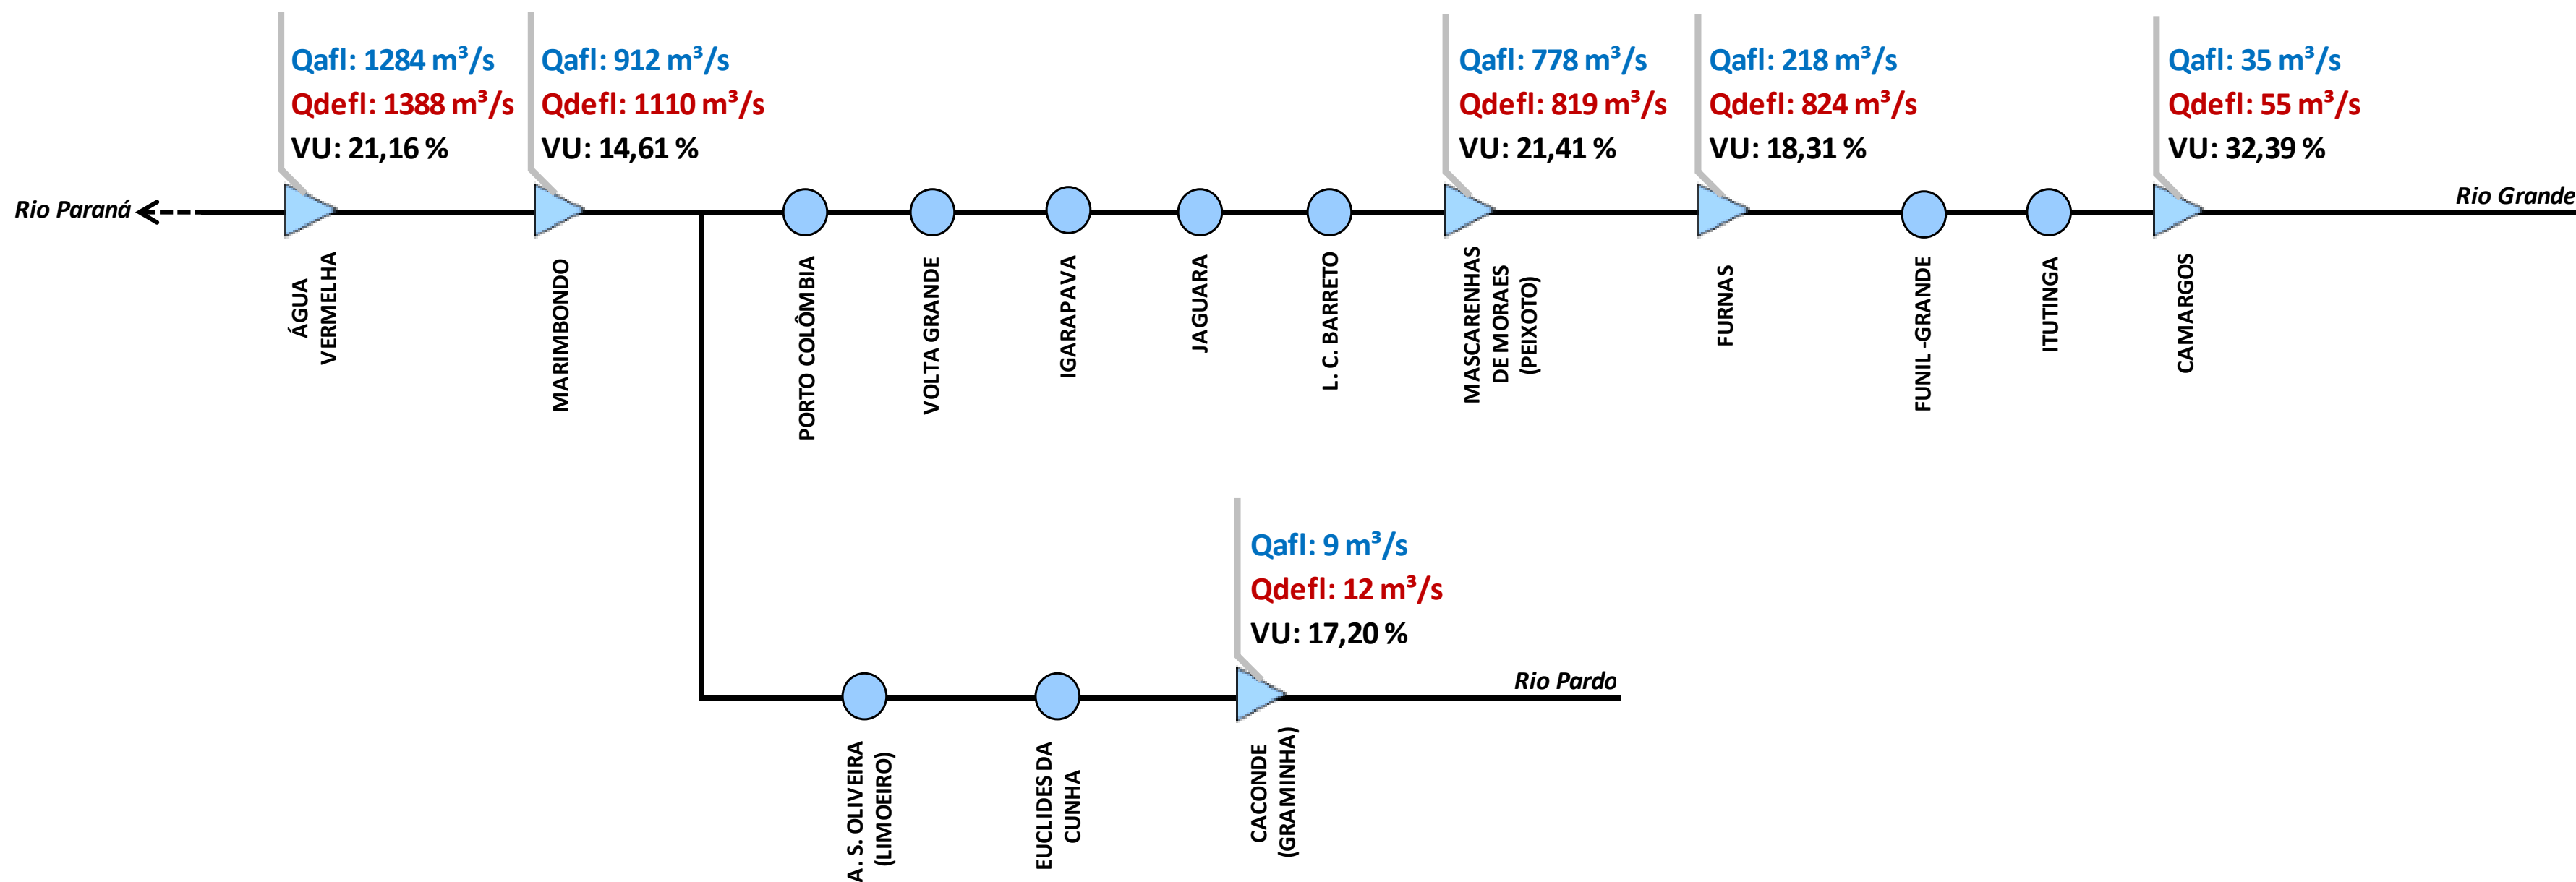 Qafl: 1284 m³/s
Qdefl: 1388 m³/s
VU: 21,16 %
Qafl: 912 m³/s
Qdefl: 1110 m³/s
VU: 14,61 %
Qafl: 778 m³/s
Qdefl: 819 m³/s
VU: 21,41 %
Qafl: 218 m³/s
Qdefl: 824 m³/s
VU: 18,31 %
Qafl: 35 m³/s
Qdefl: 55 m³/s
VU: 32,39 %
Rio Paraná
Rio Grande
ÁGUA
VERMELHA
MARIMBONDO
PORTO COLÔMBIA
VOLTA GRANDE
IGARAPAVA
JAGUARA
L. C. BARRETO
MASCARENHAS
DE MORAES
(PEIXOTO)
FURNAS
FUNIL -GRANDE
ITUTINGA
CAMARGOS
Qafl: 9 m³/s
Qdefl: 12 m³/s
VU: 17,20 %
Rio Pardo
A. S. OLIVEIRA
(LIMOEIRO)
EUCLIDES DA
CUNHA
CACONDE
(GRAMINHA)